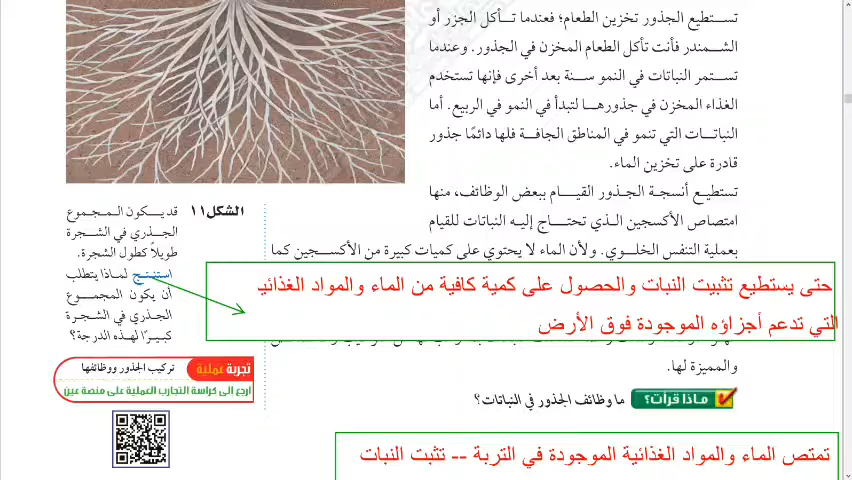 تستطيع الجذور تخزين الطعام؛ فعندما تأكل الجزر أو
الشمندر فأنت تأكل الطعام المخزن في الجذور. وعندما
تستمر النباتات في النمو سنة بعد أخرى فإنها تستخدم
الغذاء المخزن في جذورها لتبدأ في النمو في الربيع. أما
النباتات التي تنمو في المناطق الجافة فلها دائمًا جذور
قادرة على تخزين الماء.
تستطيع أنسجة الجذور القيام ببعض الوظائف، منها
امتصاص الأكسجين الذي تحتاج إليه النباتات للقيام
بعملية التنفس الخلوي. ولأن الماء لا يحتوي على كميات كبيرة من الأكسجين كما
حتى يستطيع تثبيت النبات والحصول على كمية كافية من الماء والمواد الغذائي
التي تدعم أجزاؤه الموجودة فوق الأرض
والمميزة لها.
ماذا قرأت؟ ما وظائف الجذور في النباتات؟
تمتص الماء والمواد الغذائية الموجودة في التربة -- تثبت النبات
الشكل ١١ قد يكون المجموع
الجذري في الشجرة
طويلاً كطول الشجرة.
استنتج لماذا يتطلب
أن يكون المجموع
الجذري في الشجرة
كبيرًا لهذه الدرجة؟
تجربة عملية تركيب الجذور ووظائفها
ارجع إلى كراسة التجارب العملية على منصة عين